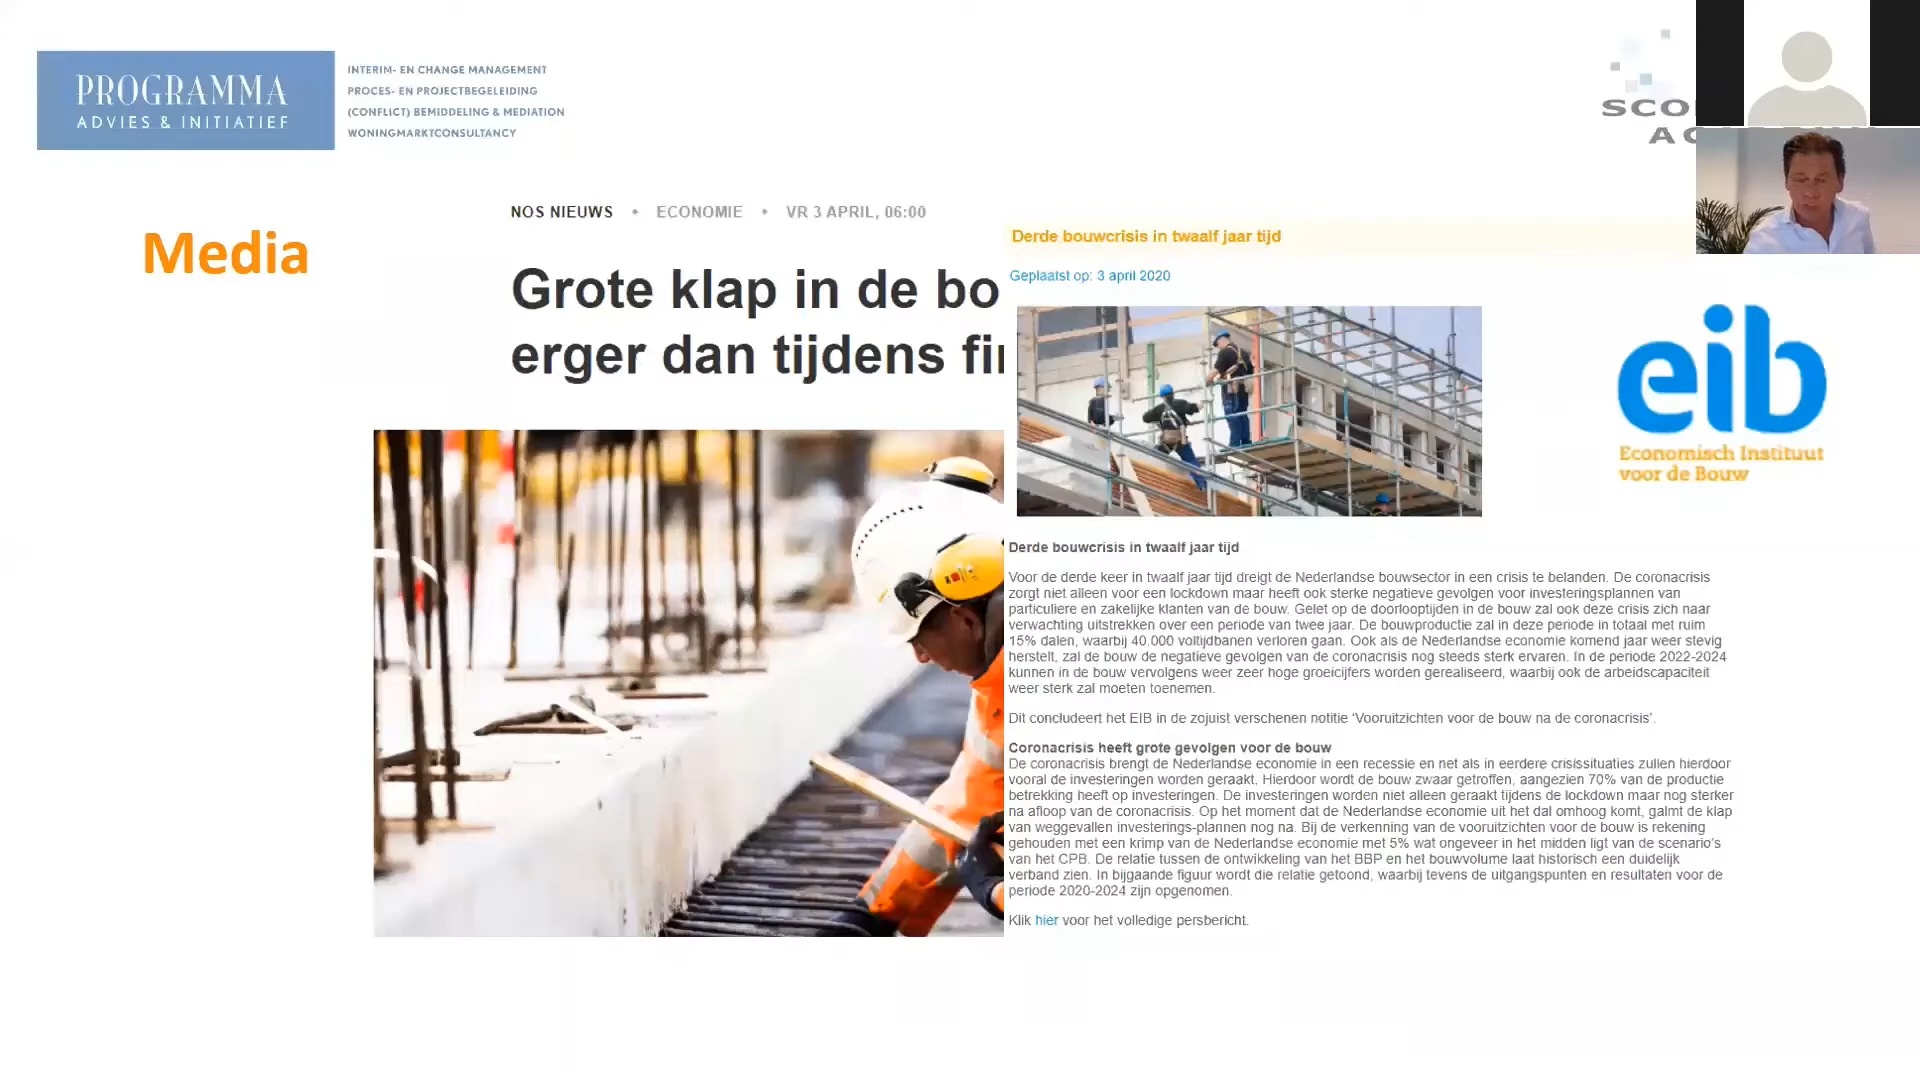 PROGRAMMA
ADVIES & INITIATIEF
INTERIM- EN CHANGE MANAGEMENT
PROCES- EN PROJECTBEGELEIDING
(CONFLICT) BEMIDDELING & MEDIATION
WONINGMARKTCONSULTANCY
SCO
AC
Media
NOS NIEUWS • ECONOMIE • VR 3 APRIL, 06:00
Grote klap in de bo
erger dan tijdens fin
Derde bouwcrisis in twaalf jaar tijd
Geplaatst op: 3 april 2020
eib
Economisch Instituut
voor de Bouw
Derde bouwcrisis in twaalf jaar tijd
Voor de derde keer in twaalf jaar tijd dreigt de Nederlandse bouwsector in een crisis te belanden. De coronacrisis
zorgt niet alleen voor een lockdown maar heeft ook sterke negatieve gevolgen voor investeringsplannen van
particuliere en zakelijke klanten van de bouw. Gelet op de doorlooptijden in de bouw zal ook deze crisis zich naar
verwachting uitstrekken over een periode van twee jaar. De bouwproductie zal in deze periode in totaal met ruim
15% dalen, waarbij 40.000 voltijdbanen verloren gaan. Ook als de Nederlandse economie komend jaar weer stevig
herstelt, zal de bouw de negatieve gevolgen van de coronacrisis nog steeds sterk ervaren. In de periode 2022-2024
kunnen in de bouw vervolgens weer zeer hoge groeicijfers worden gerealiseerd, waarbij ook de arbeidscapaciteit
weer sterk zal moeten toenemen.
Dit concludeert het EIB in de zojuist verschenen notitie ‘Vooruitzichten voor de bouw na de coronacrisis’.
Coronacrisis heeft grote gevolgen voor de bouw
De coronacrisis brengt de Nederlandse economie in een recessie en net als in eerdere crisissituaties zullen hierdoor
vooral de investeringen worden geraakt. Hierdoor wordt de bouw zwaar getroffen, aangezien 70% van de productie
betrekking heeft op investeringen. De investeringen worden niet alleen geraakt tijdens de lockdown maar nog sterker
na afloop van de coronacrisis. Op het moment dat de Nederlandse economie uit het dal omhoog komt, galmt de klap
van weggevallen investerings-plannen nog na. Bij de verkenning van de vooruitzichten voor de bouw is rekening
gehouden met een krimp van de Nederlandse economie met 5% wat ongeveer in het midden ligt van de scenario’s
van het CPB. De relatie tussen de ontwikkeling van het BBP en het bouwvolume laat historisch een duidelijk
verband zien. In bijgaande figuur wordt die relatie getoond, waarbij tevens de uitgangspunten en resultaten voor de
periode 2020-2024 zijn opgenomen.
Klik hier voor het volledige persbericht.